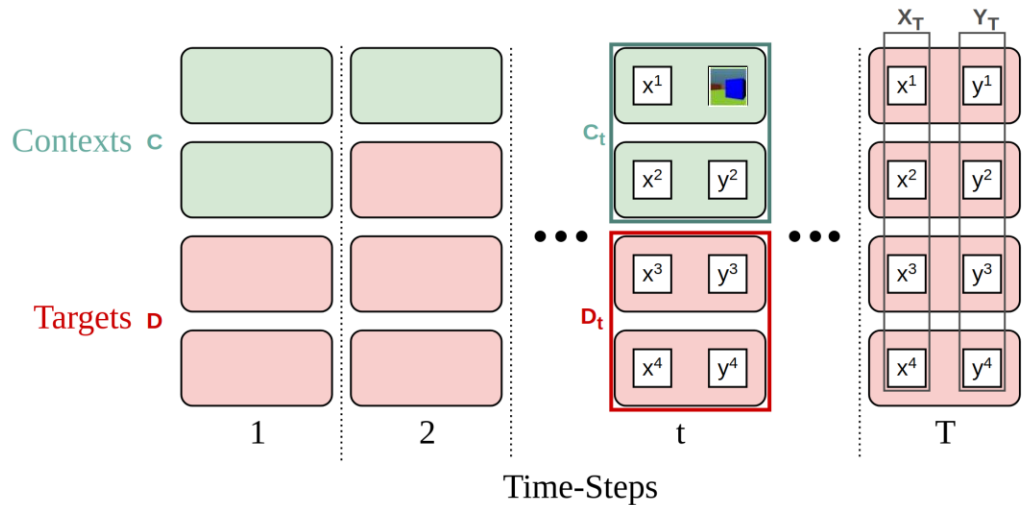 X_T Y_T
x¹ x¹ y¹
Contexts C C_t
x² y² x² y²
x³ y³ x³ y³
Targets D D_t
x⁴ y⁴ x⁴ y⁴
1 2 t T
Time-Steps